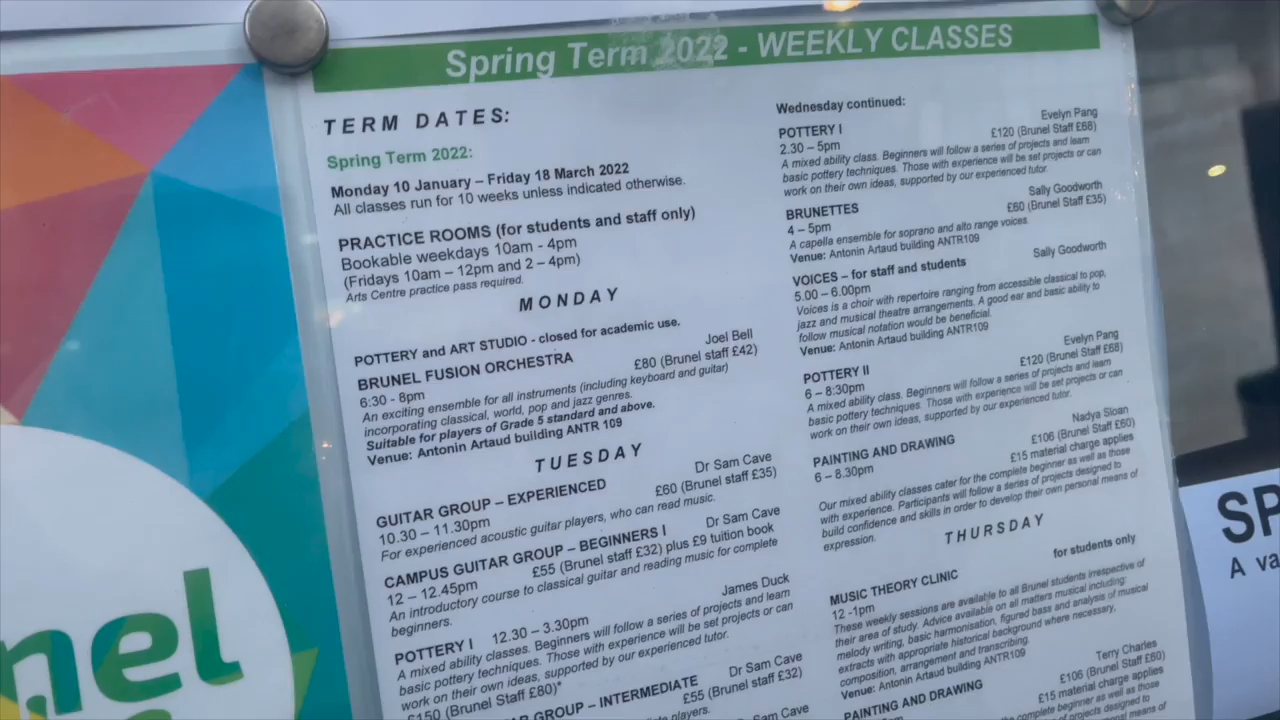 Spring Term 2022 - WEEKLY CLASSES
TERM DATES:
Spring Term 2022:
Monday 10 January – Friday 18 March 2022
All classes run for 10 weeks unless indicated otherwise.
PRACTICE ROOMS (for students and staff only)
Bookable weekdays 10am - 4pm
(Fridays 10am – 12pm and 2 – 4pm)
Arts Centre practice pass required.
MONDAY
POTTERY and ART STUDIO - closed for academic use.
BRUNEL FUSION ORCHESTRA Joel Bell
6:30 - 8pm £80 (Brunel staff £42)
An exciting ensemble for all instruments (including keyboard and guitar)
incorporating classical, world, pop and jazz genres.
Suitable for players of Grade 5 standard and above.
Venue: Antonin Artaud building ANTR 109
TUESDAY
GUITAR GROUP – EXPERIENCED Dr Sam Cave
10.30 – 11.30pm £60 (Brunel staff £35)
For experienced acoustic guitar players, who can read music.
CAMPUS GUITAR GROUP – BEGINNERS I Dr Sam Cave
12 – 12.45pm £55 (Brunel staff £32) plus £9 tuition book
An introductory course to classical guitar and reading music for complete
beginners.
James Duck
POTTERY I 12.30 – 3.30pm
A mixed ability classes. Beginners will follow a series of projects and learn
basic pottery techniques. Those with experience will be set projects or can
work on their own ideas, supported by our experienced tutor.
£150 (Brunel Staff £80)*
GROUP – INTERMEDIATE Dr Sam Cave
£55 (Brunel staff £32)
players.
Sam Cave
Wednesday continued:
POTTERY I Evelyn Pang
2.30 – 5pm £120 (Brunel Staff £68)
A mixed ability class. Beginners will follow a series of projects and learn
basic pottery techniques. Those with experience will be set projects or can
work on their own ideas, supported by our experienced tutor.
BRUNETTES Sally Goodworth
4 – 5pm £60 (Brunel Staff £35)
A capella ensemble for soprano and alto range voices.
Venue: Antonin Artaud building ANTR109
VOICES – for staff and students Sally Goodworth
5.00 – 6.00pm
Voices is a choir with repertoire ranging from accessible classical to pop,
jazz and musical theatre arrangements. A good ear and basic ability to
follow musical notation would be beneficial.
Venue: Antonin Artaud building ANTR109
POTTERY II Evelyn Pang
6 – 8:30pm £120 (Brunel Staff £68)
A mixed ability class. Beginners will follow a series of projects and learn
basic pottery techniques. Those with experience will be set projects or can
work on their own ideas, supported by our experienced tutor.
PAINTING AND DRAWING Nadya Sloan
6 – 8.30pm £106 (Brunel Staff £60)
£15 material charge applies
Our mixed ability classes cater for the complete beginner as well as those
with experience. Participants will follow a series of projects designed to
build confidence and skills in order to develop their own personal means of
expression.
THURSDAY
MUSIC THEORY CLINIC for students only
12 -1pm
These weekly sessions are available to all Brunel students irrespective of
their area of study. Advice available on all matters musical including:
melody writing, basic harmonisation, figured bass and analysis of musical
extracts with appropriate historical background where necessary,
composition, arrangement and transcribing.
Venue: Antonin Artaud building ANTR109
PAINTING AND DRAWING Terry Charles
£106 (Brunel Staff £60)
£15 material charge applies
complete beginner as well as those
of projects designed to
personal means of
nel
SP
A va